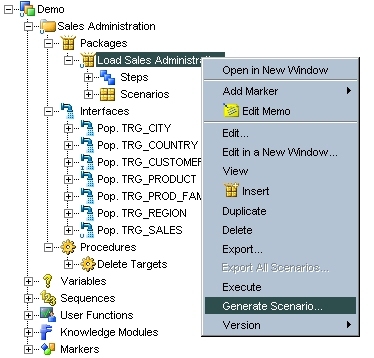 Demo
Sales Administration
Packages
Load Sales Administrat
Steps
Scenarios
Interfaces
Pop. TRG_CITY
Pop. TRG_COUNTRY
Pop. TRG_CUSTOMER
Pop. TRG_PRODUCT
Pop. TRG_PROD_FAM
Pop. TRG_REGION
Pop. TRG_SALES
Procedures
Delete Targets
Variables
Sequences
User Functions
Knowledge Modules
Markers
Open in New Window
Add Marker
Edit Memo
Edit...
Edit in a New Window...
View
Insert
Duplicate
Delete
Export...
Export All Scenarios...
Execute
Generate Scenario...
Version